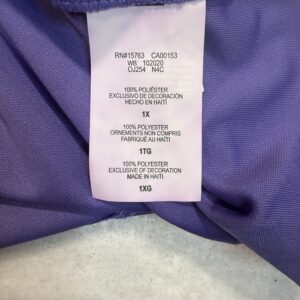 RN#15763 CA00153
WB 102020
OJ254 N4C
100% POLIÉSTER
EXCLUSIVO DE DECORACIÓN
HECHO EN HAITÍ
1X
100% POLYESTER
ORNEMENTS NON COMPRIS
FABRIQUÉ AU HAÏTI
1TG
100% POLYESTER
EXCLUSIVE OF DECORATION
MADE IN HAITI
1XG